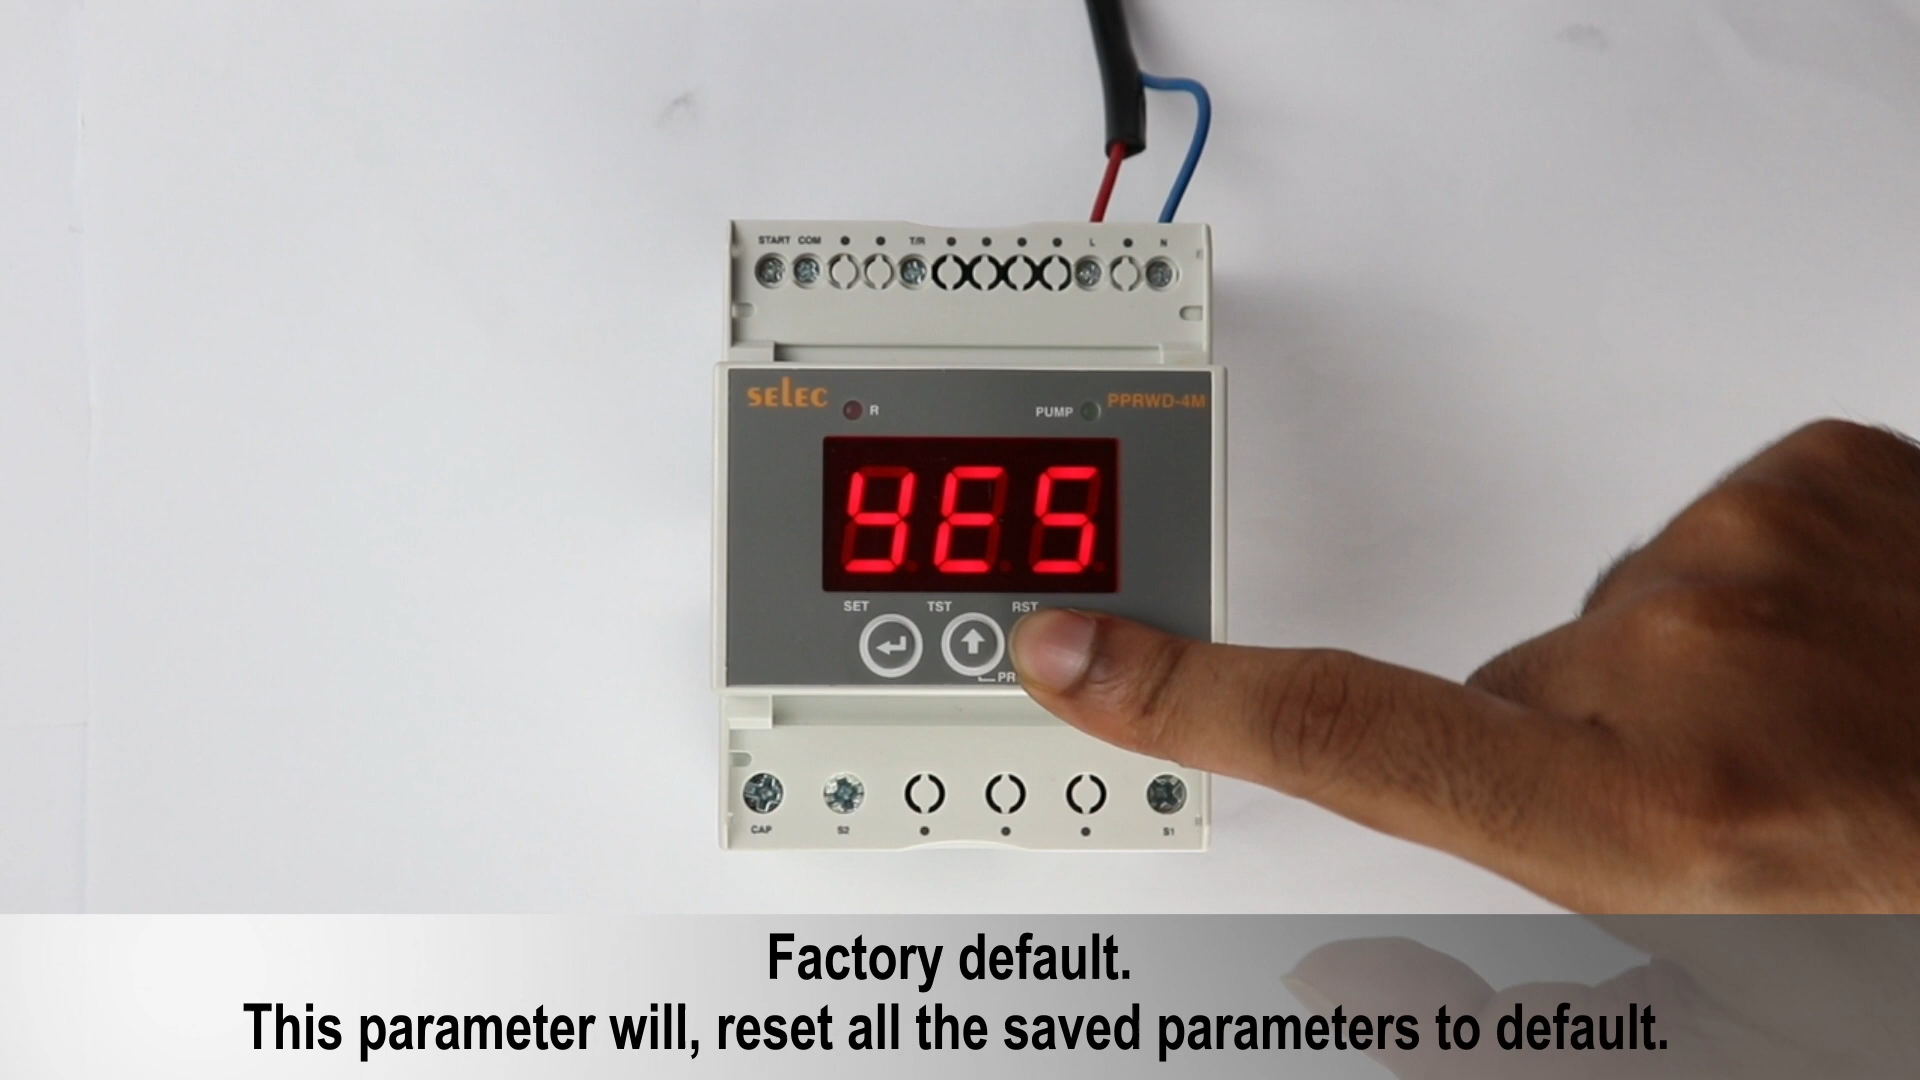 START COM T/R L N
SELEC
R
PUMP
PPRWD-4M
yES
SET TST RST
PR
CAP S2 S1
Factory default.
This parameter will, reset all the saved parameters to default.